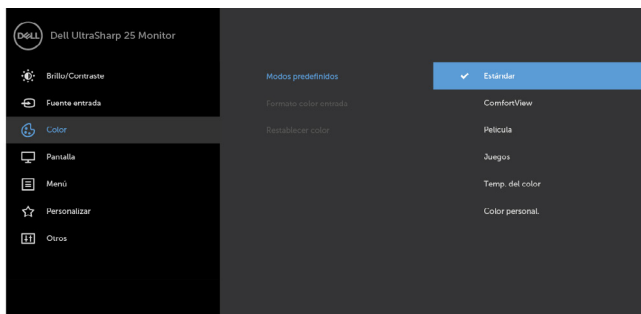 DELL Dell UltraSharp 25 Monitor
Brillo/Contraste
Fuente entrada
Color
Pantalla
Menú
Personalizar
Otros
Modos predefinidos
Formato color entrada
Restablecer color
Estándar
ComfortView
Película
Juegos
Temp. del color
Color personal.